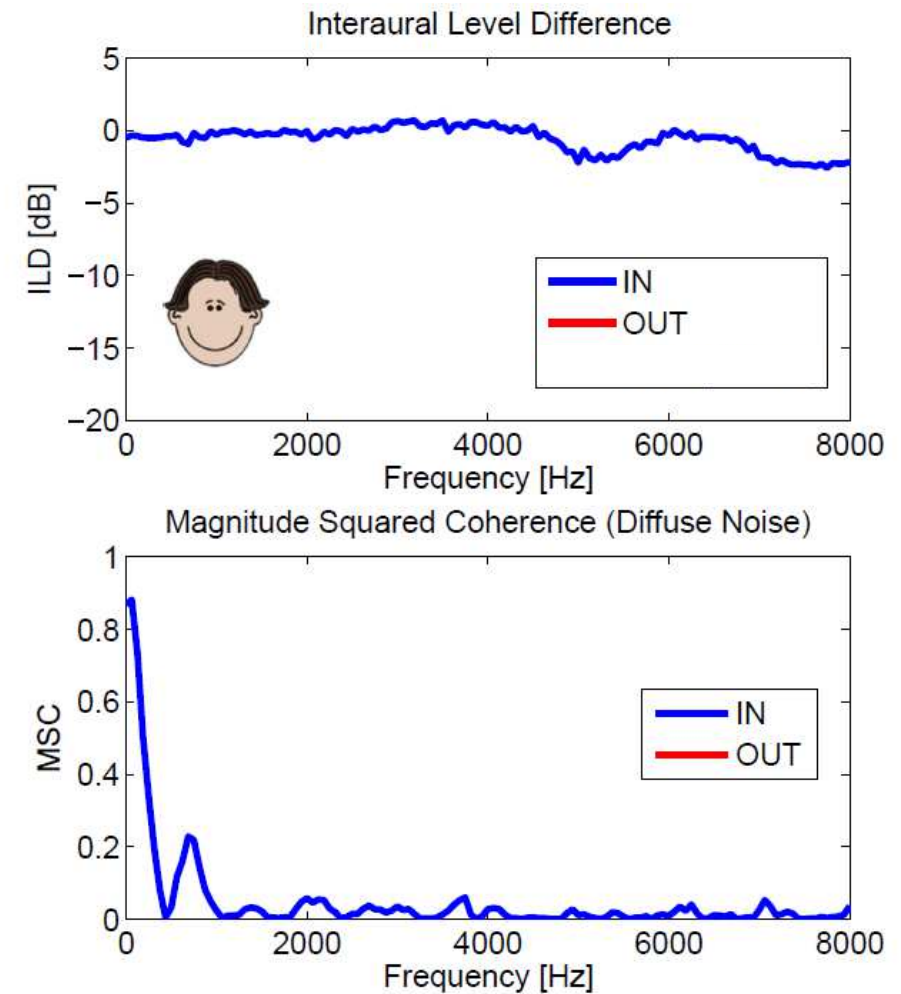 Interaural Level Difference
5
0
−5
−10
−15
−20
ILD [dB]
IN
OUT
0 2000 4000 6000 8000
Frequency [Hz]
Magnitude Squared Coherence (Diffuse Noise)
1
0.8
0.6
0.4
0.2
0
MSC
IN
OUT
0 2000 4000 6000 8000
Frequency [Hz]